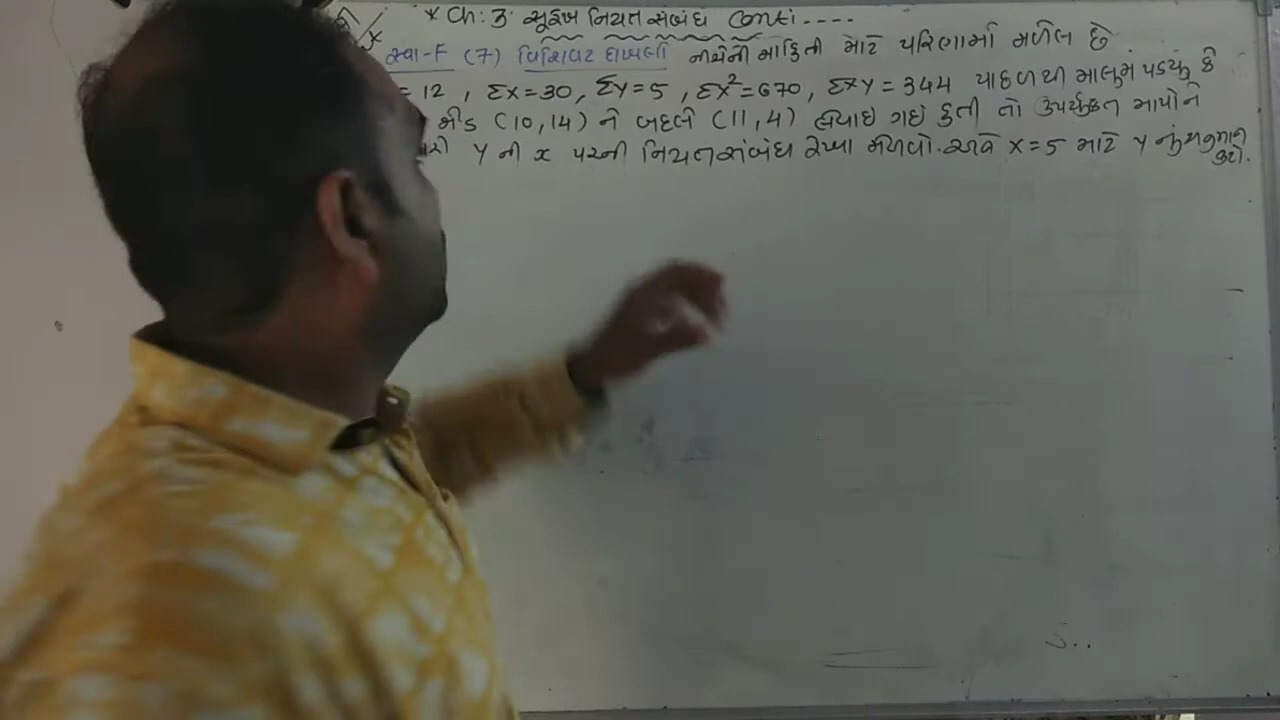 * Ch: 3 સુરેખ નિયત સંબંધ Conti ----
સ્વા-F (7) વિશિષ્ટ દાખલો નીચેની માહિતી માટે પરિણામો મળેલ છે
= 12, Σx=30, Σy=5, Σx²=670, Σxy=344 પાછળથી માલુમ પડ્યું કે
જોડ (10,14) ને બદલે (11,4) લેવાઇ ગઇ હતી તો ઉપર્યુક્ત માપોને
y ની x પરની નિયતસંબંધ રેખા મેળવો. અને x=5 માટે y નું અનુમાન કરો.